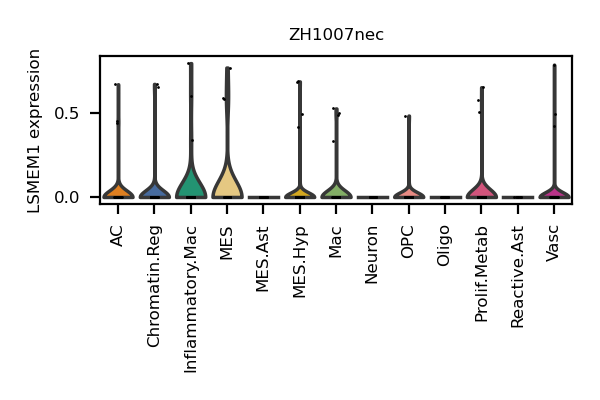 ZH1007nec
LSMEM1 expression
0.5
0.0
AC
Chromatin.Reg
Inflammatory.Mac
MES
MES.Ast
MES.Hyp
Mac
Neuron
OPC
Oligo
Prolif.Metab
Reactive.Ast
Vasc